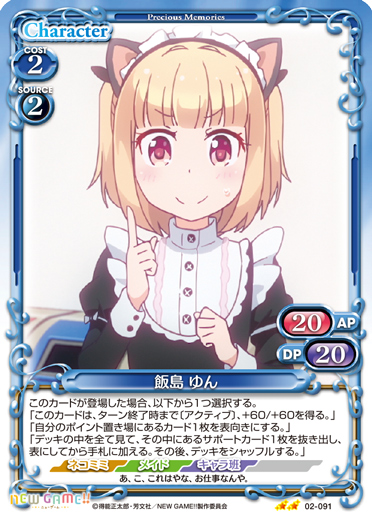 Precious Memories
Character
COST
2
SOURCE
2
20 AP
DP 20
飯島 ゆん
このカードが登場した場合、以下から1つ選択する。
「このカードは、ターン終了時まで〔アクティブ〕、+60/+60を得る。」
「自分のポイント置き場にあるカード1枚を表向きにする。」
「デッキの中を全て見て、その中にあるサポートカード1枚を抜き出し、
表にしてから手札に加える。その後、デッキをシャッフルする。」
ネコミミ メイド キャラ班
あ、こ、これはやな、お仕事なんや。
NEW GAME!!
©得能正太郎・芳文社/NEW GAME!!製作委員会
02-091